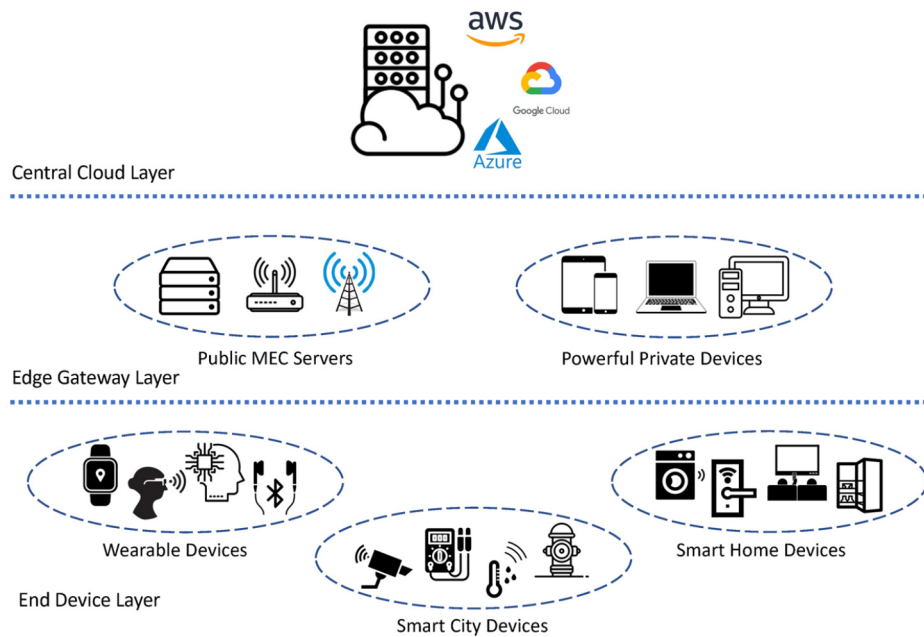 aws
Google Cloud
Azure
Central Cloud Layer
Public MEC Servers
Powerful Private Devices
Edge Gateway Layer
Wearable Devices
Smart Home Devices
End Device Layer
Smart City Devices